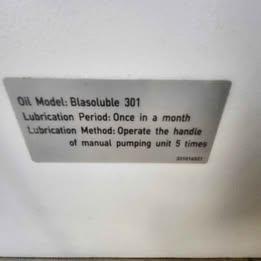 Oil Model: Blasoluble 301
Lubrication Period: Once in a month
Lubrication Method: Operate the handle
of manual pumping unit 5 times